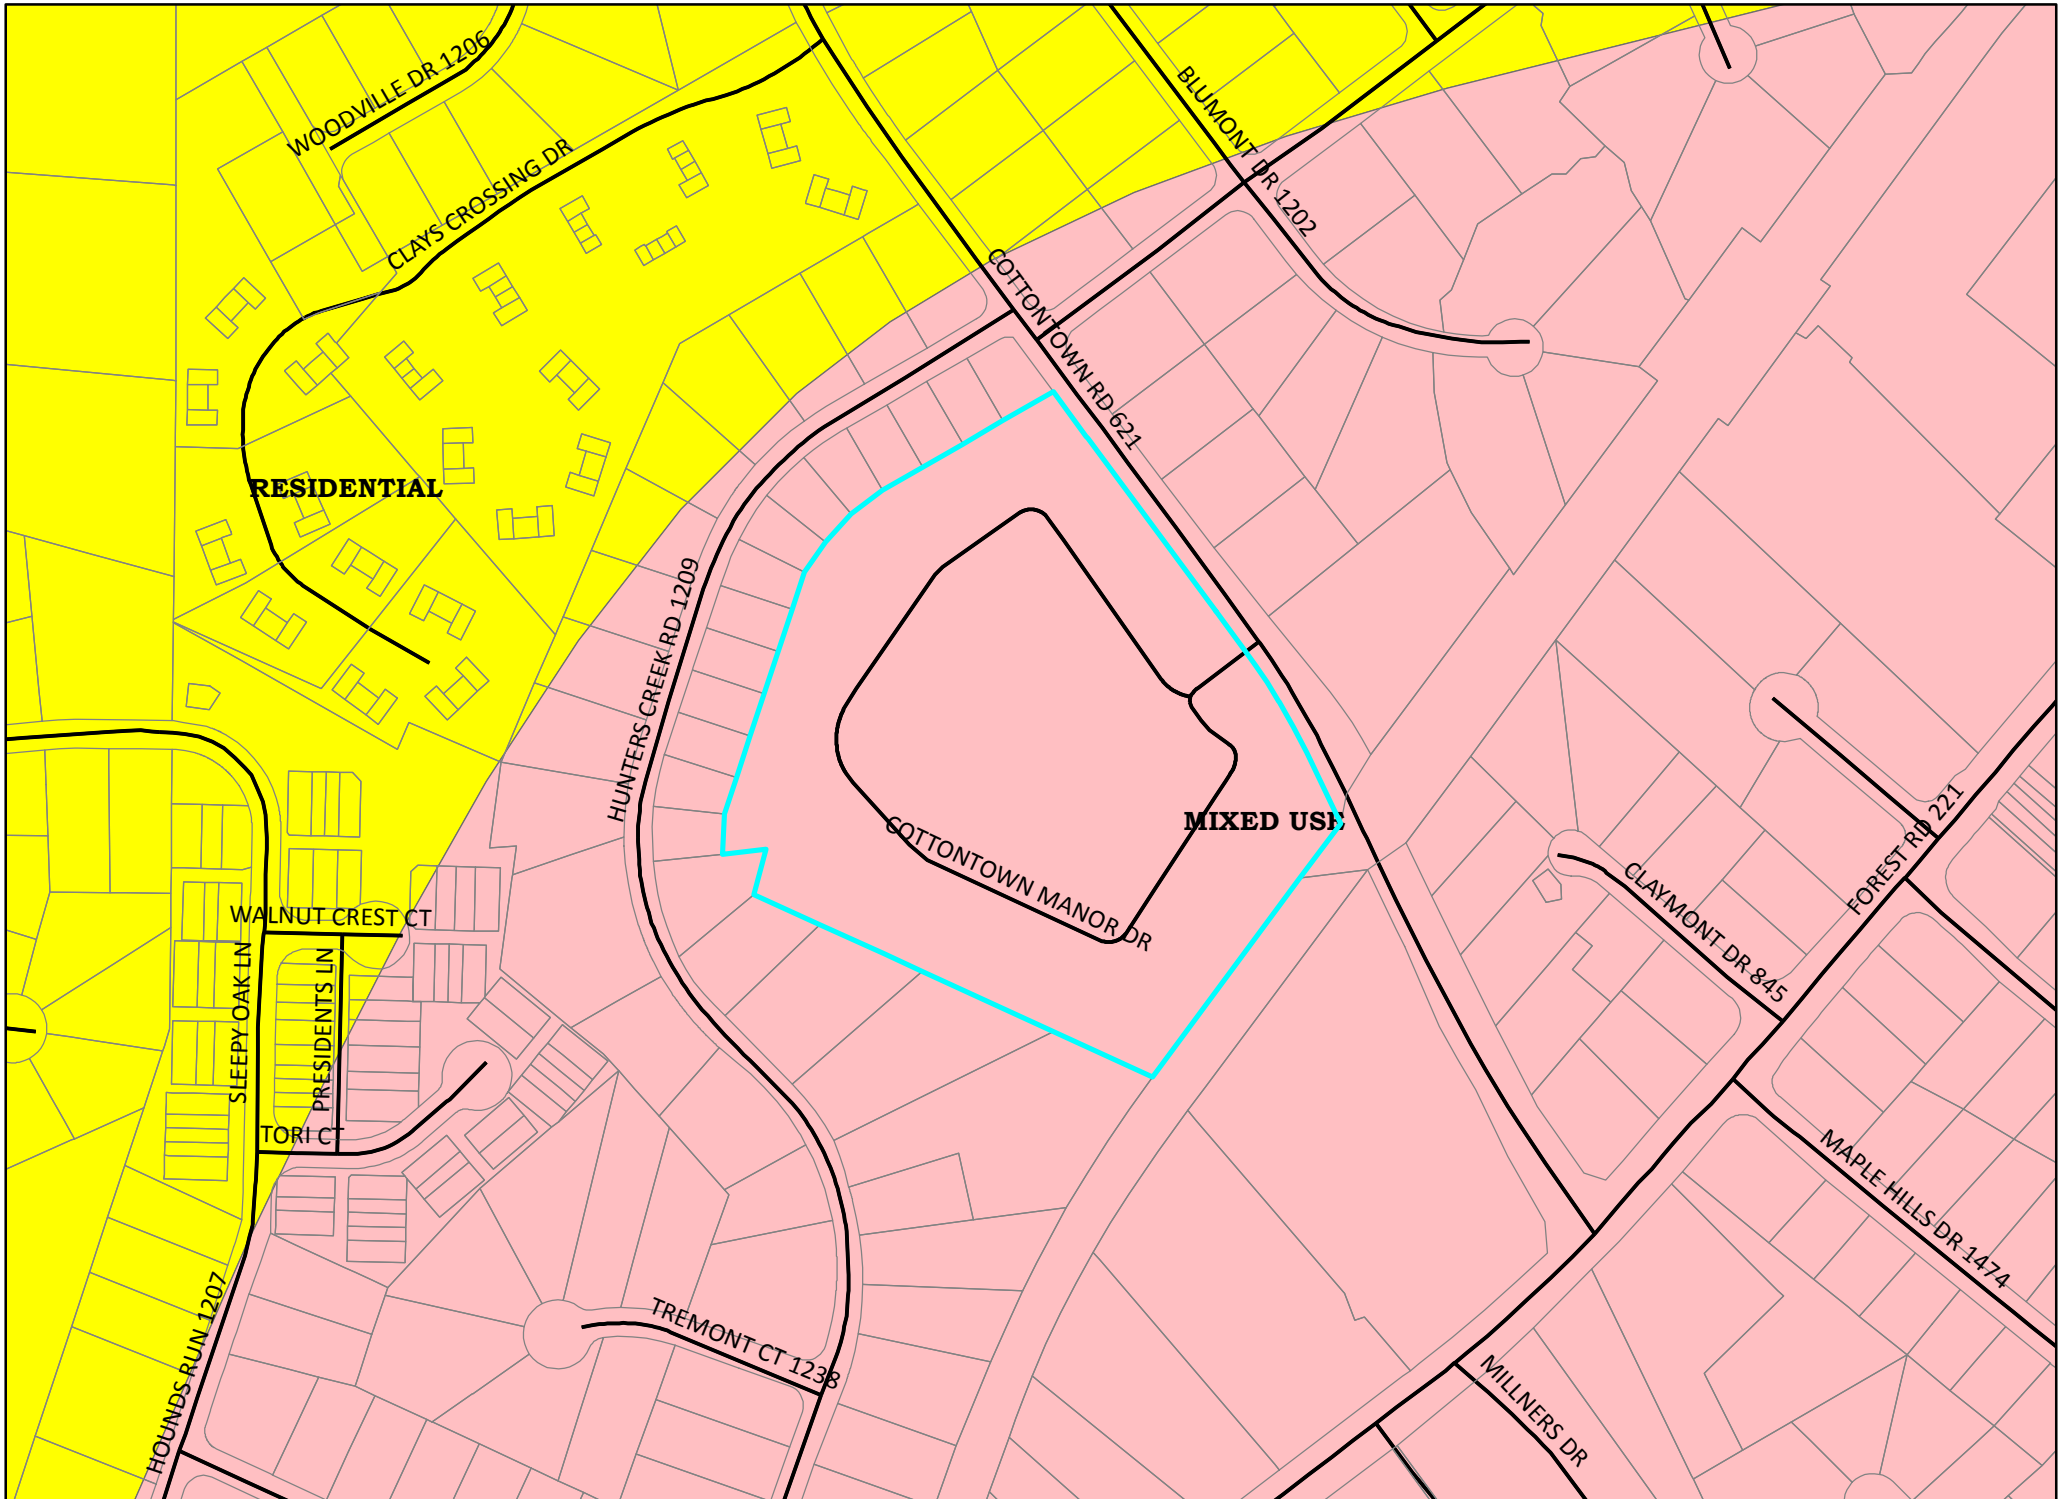 WOODVILLE DR 1206
BLUMONT DR 1202
CLAYS CROSSING DR
COTTONTOWN RD 621
RESIDENTIAL
HUNTERS CREEK RD 1209
MIXED USE
COTTONTOWN MANOR DR
FOREST RD 221
CLAYMONT DR 845
WALNUT CREST CT
SLEEPY OAK LN
PRESIDENTS LN
TORI CT
MAPLE HILLS DR 1474
HOUNDS RUN 1207
TREMONT CT 1238
MILLNERS DR